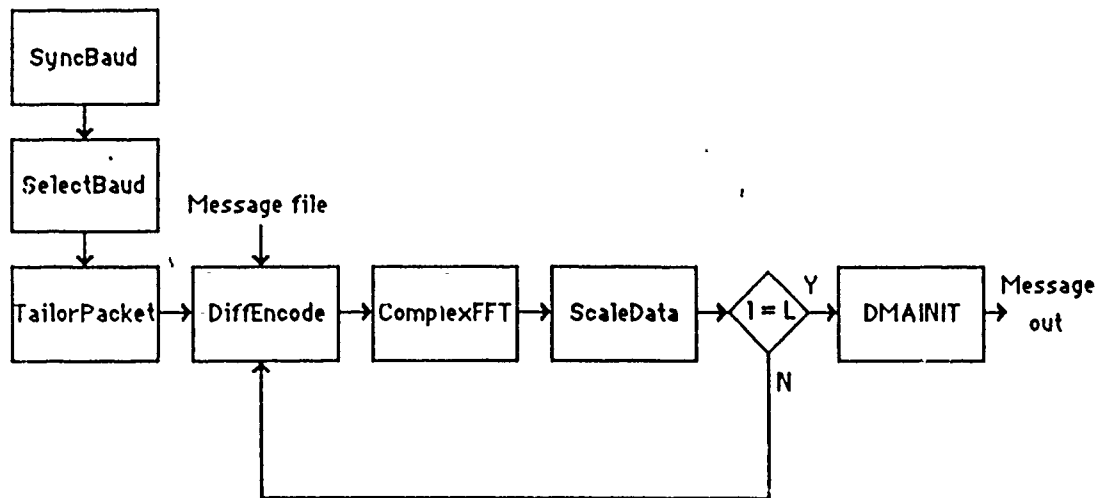 SyncBaud
SelectBaud
Message file
TailorPacket
DiffEncode
ComplexFFT
ScaleData
l = L
Y
N
DMAINIT
Message
out